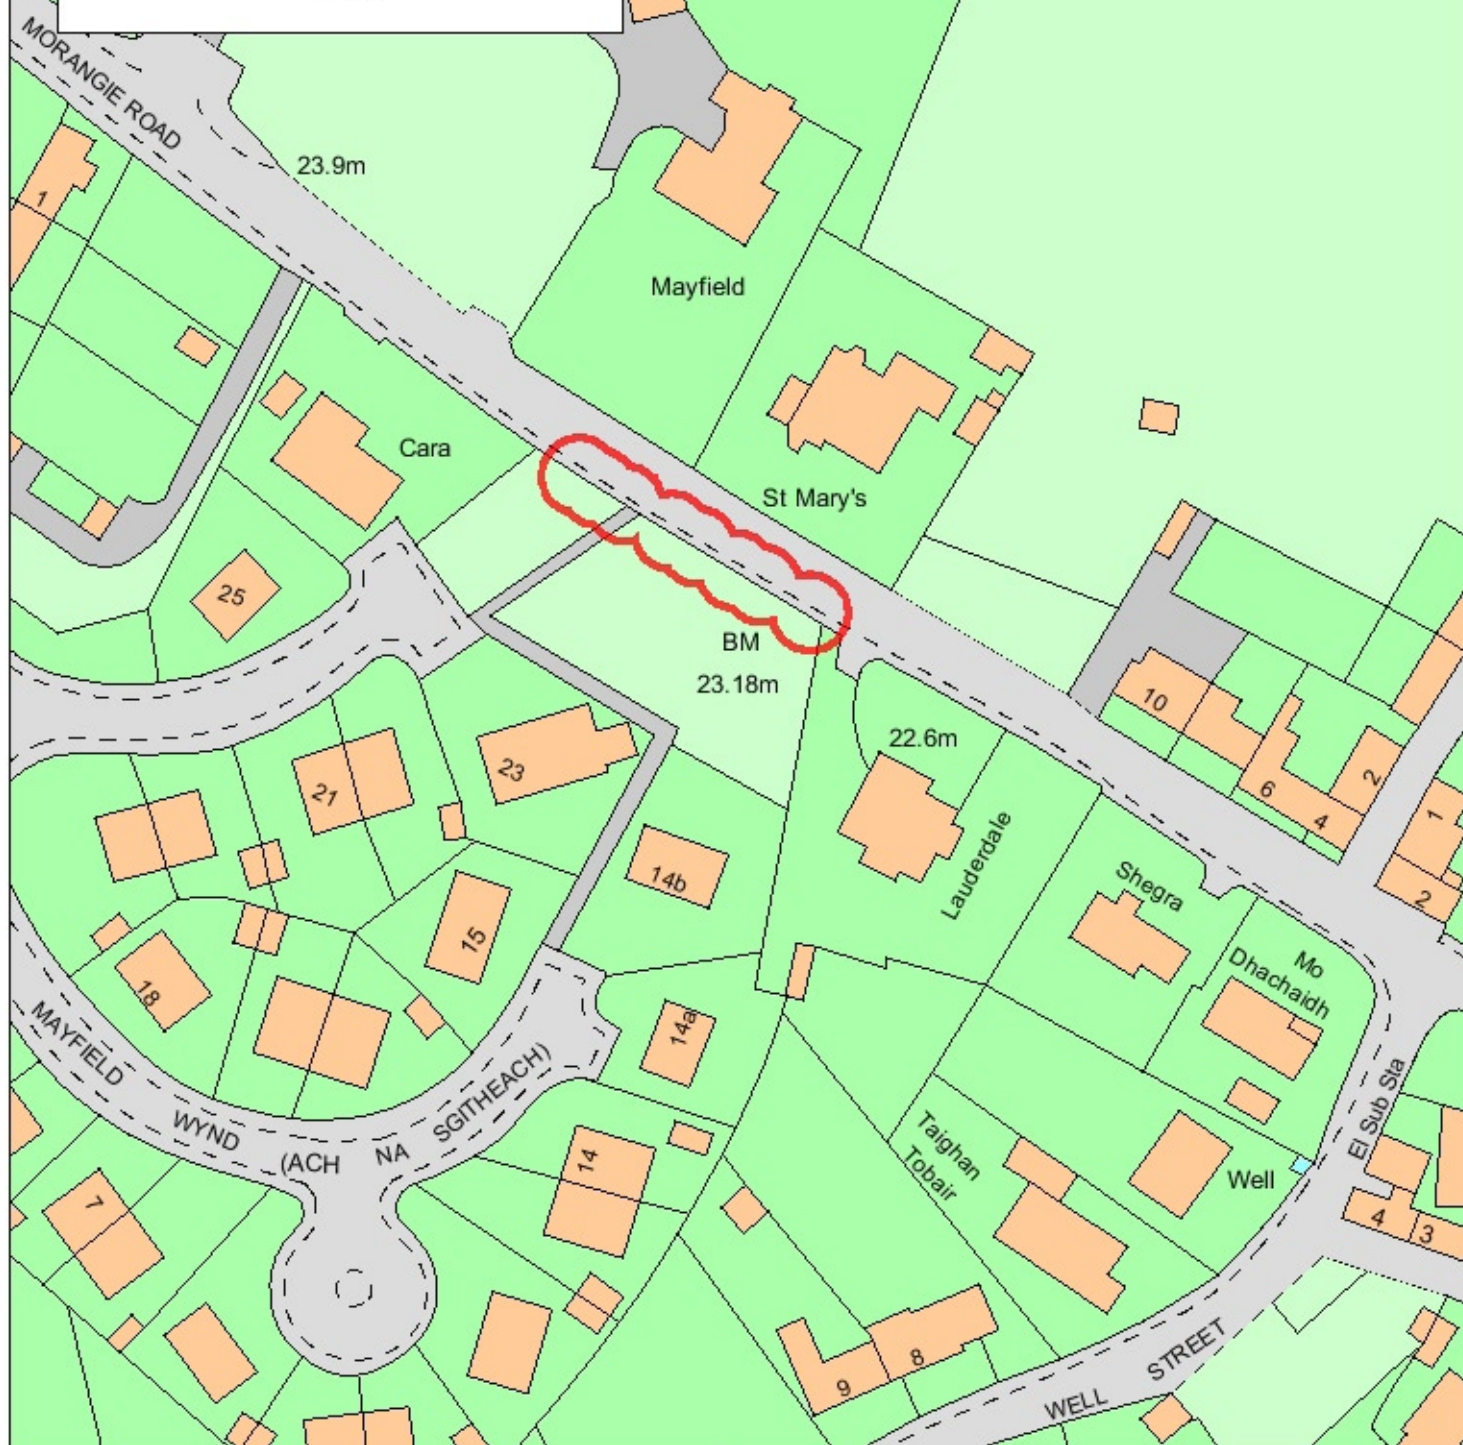 MORANGIE ROAD
23.9m
1
Mayfield
Cara
St Mary's
25
BM
23.18m
10
22.6m
23
21
2
6
4
1
2
14b
Lauderdale
Shegra
15
18
Mo
Dhachaidh
14a
MAYFIELD
WYND
(ACH
NA
SGITHEACH)
El Sub Sta
Taighan
Tobair
14
Well
7
4
3
8
9
WELL
STREET